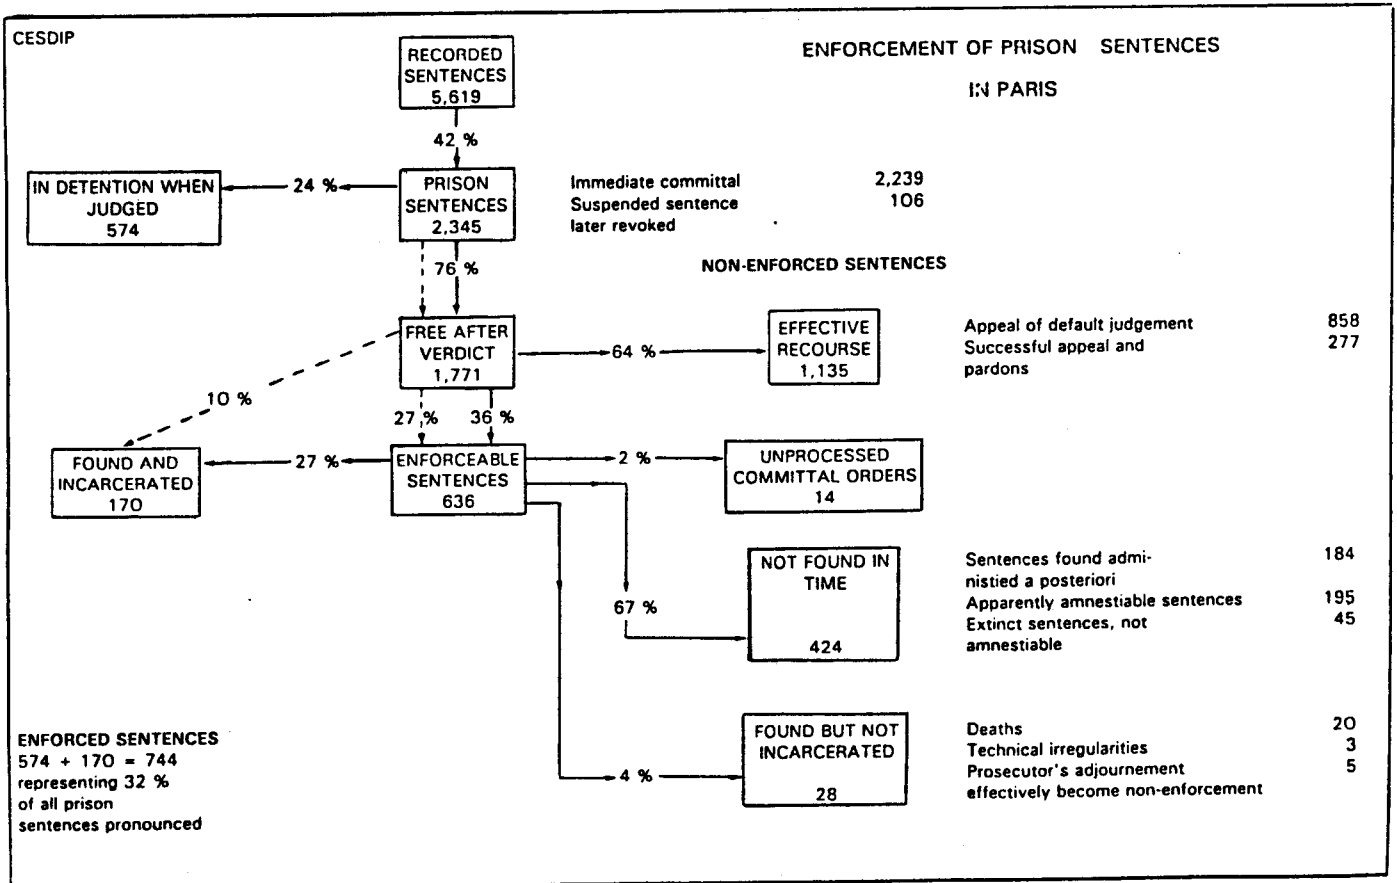 CESDIP
ENFORCEMENT OF PRISON SENTENCES
IN PARIS
RECORDED
SENTENCES
5,619
42 %
IN DETENTION WHEN
JUDGED
574
24 %
PRISON
SENTENCES
2,345
Immediate committal 2,239
Suspended sentence 106
later revoked
76 %
NON-ENFORCED SENTENCES
FREE AFTER
VERDICT
1,771
64 %
EFFECTIVE
RECOURSE
1,135
Appeal of default judgement 858
Successful appeal and 277
pardons
10 %
27 %
36 %
FOUND AND
INCARCERATED
170
27 %
ENFORCEABLE
SENTENCES
636
2 %
UNPROCESSED
COMMITTAL ORDERS
14
67 %
NOT FOUND IN
TIME
424
Sentences found admi- 184
nistied a posteriori
Apparently amnestiable sentences 195
Extinct sentences, not 45
amnestiable
4 %
FOUND BUT NOT
INCARCERATED
28
Deaths 20
Technical irregularities 3
Prosecutor's adjournement 5
effectively become non-enforcement
ENFORCED SENTENCES
574 + 170 = 744
representing 32 %
of all prison
sentences pronounced